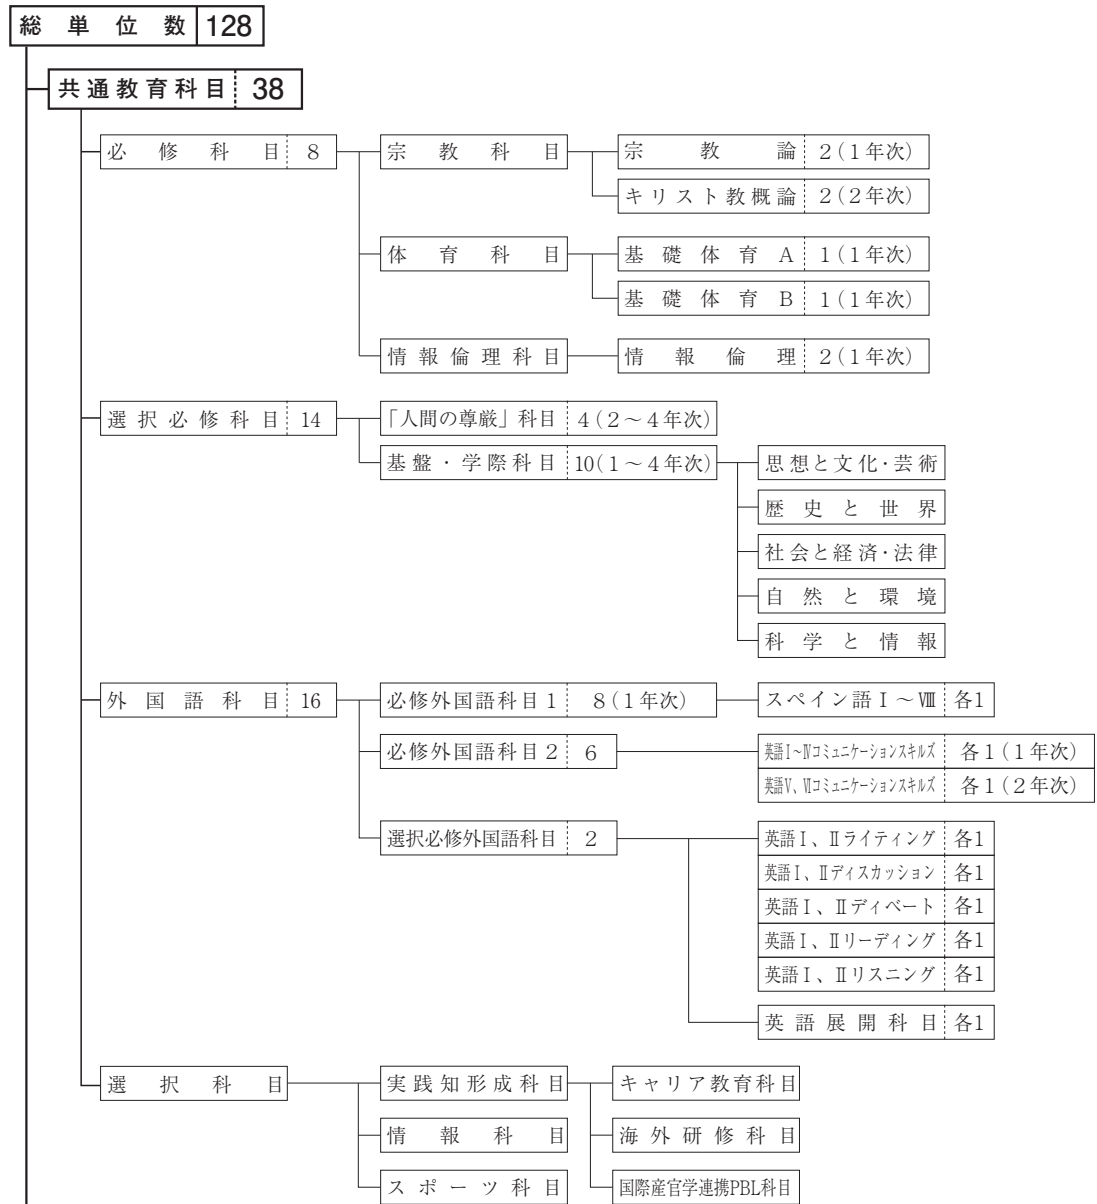 総単位数 128
共通教育科目 38
必修科目 8 宗教科目 宗教論 2(1年次)
キリスト教概論 2(2年次)
体育科目 基礎体育A 1(1年次)
基礎体育B 1(1年次)
情報倫理科目 情報倫理 2(1年次)
選択必修科目 14 「人間の尊厳」科目 4(2～4年次)
基盤・学際科目 10(1～4年次) 思想と文化・芸術
歴史と世界
社会と経済・法律
自然と環境
科学と情報
外国語科目 16 必修外国語科目1 8(1年次) スペイン語Ⅰ～Ⅷ 各1
必修外国語科目2 6 英語Ⅰ～Ⅳコミュニケーションスキルズ 各1(1年次)
英語Ⅴ、Ⅵコミュニケーションスキルズ 各1(2年次)
選択必修外国語科目 2 英語Ⅰ、Ⅱライティング 各1
英語Ⅰ、Ⅱディスカッション 各1
英語Ⅰ、Ⅱディベート 各1
英語Ⅰ、Ⅱリーディング 各1
英語Ⅰ、Ⅱリスニング 各1
英語展開科目 各1
選択科目 実践知形成科目 キャリア教育科目
情報科目 海外研修科目
スポーツ科目 国際産官学連携PBL科目